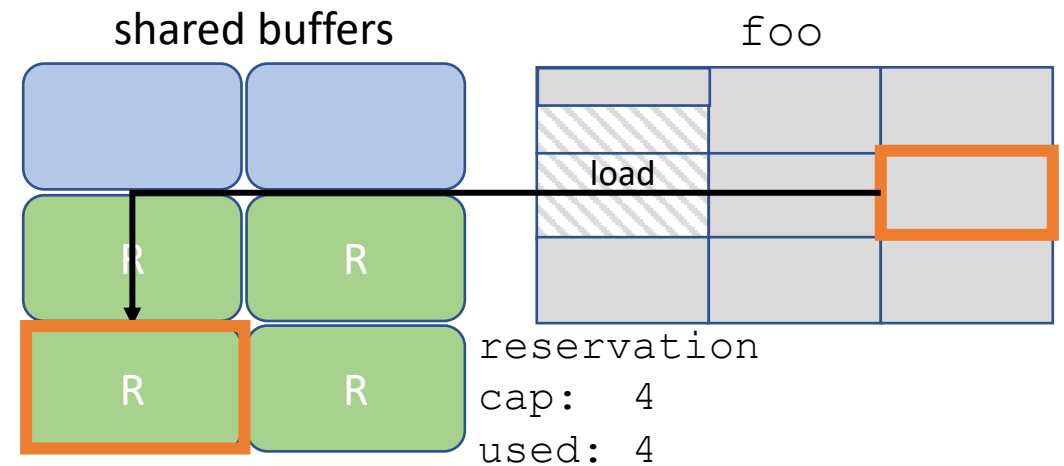 shared buffers
foo
load
R R
R R
reservation
cap: 4
used: 4